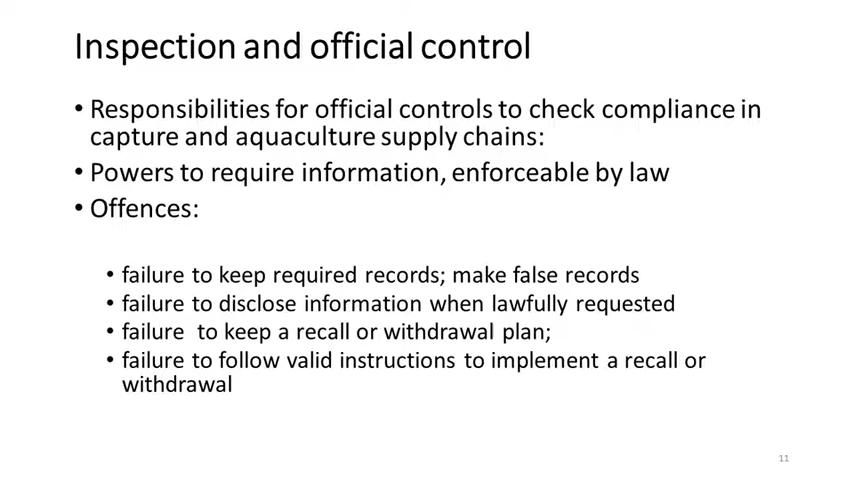 Inspection and official control
• Responsibilities for official controls to check compliance in
capture and aquaculture supply chains:
• Powers to require information, enforceable by law
• Offences:
• failure to keep required records; make false records
• failure to disclose information when lawfully requested
• failure  to keep a recall or withdrawal plan;
• failure to follow valid instructions to implement a recall or
withdrawal
11